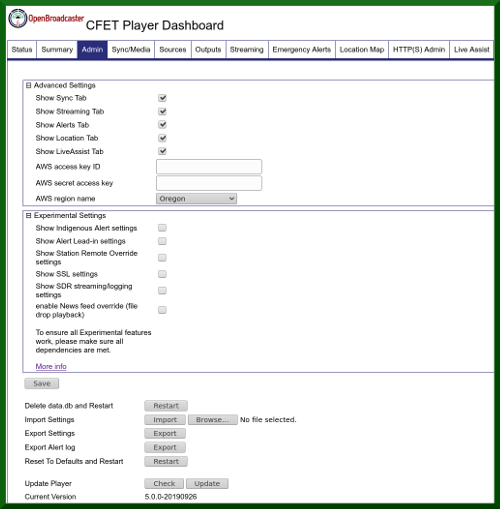 OpenBroadcaster
CFET Player Dashboard
Status Summary Admin Sync/Media Sources Outputs Streaming Emergency Alerts Location Map HTTP(S) Admin Live Assist
Advanced Settings
Show Sync Tab
Show Streaming Tab
Show Alerts Tab
Show Location Tab
Show LiveAssist Tab
AWS access key ID
AWS secret access key
AWS region name Oregon
Experimental Settings
Show Indigenous Alert settings
Show Alert Lead-in settings
Show Station Remote Override
settings
Show SSL settings
Show SDR streaming/logging
settings
enable News feed override (file
drop playback)
To ensure all Experimental features
work, please make sure all
dependencies are met.
More info
Save
Delete data.db and Restart Restart
Import Settings Import Browse... No file selected.
Export Settings Export
Export Alert log Export
Reset To Defaults and Restart Restart
Update Player Check Update
Current Version 5.0.0-20190926